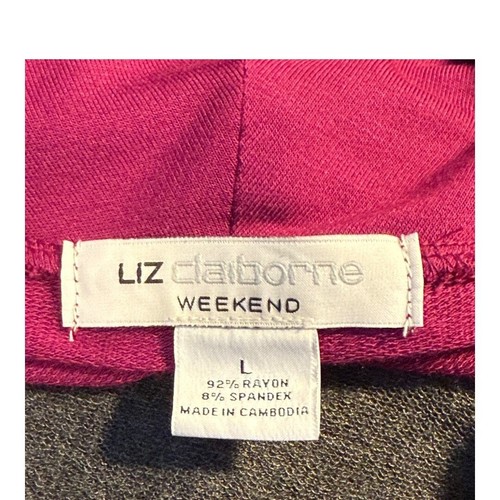 LIZ claiborne
WEEKEND
L
92% RAYON
8% SPANDEX
MADE IN CAMBODIA